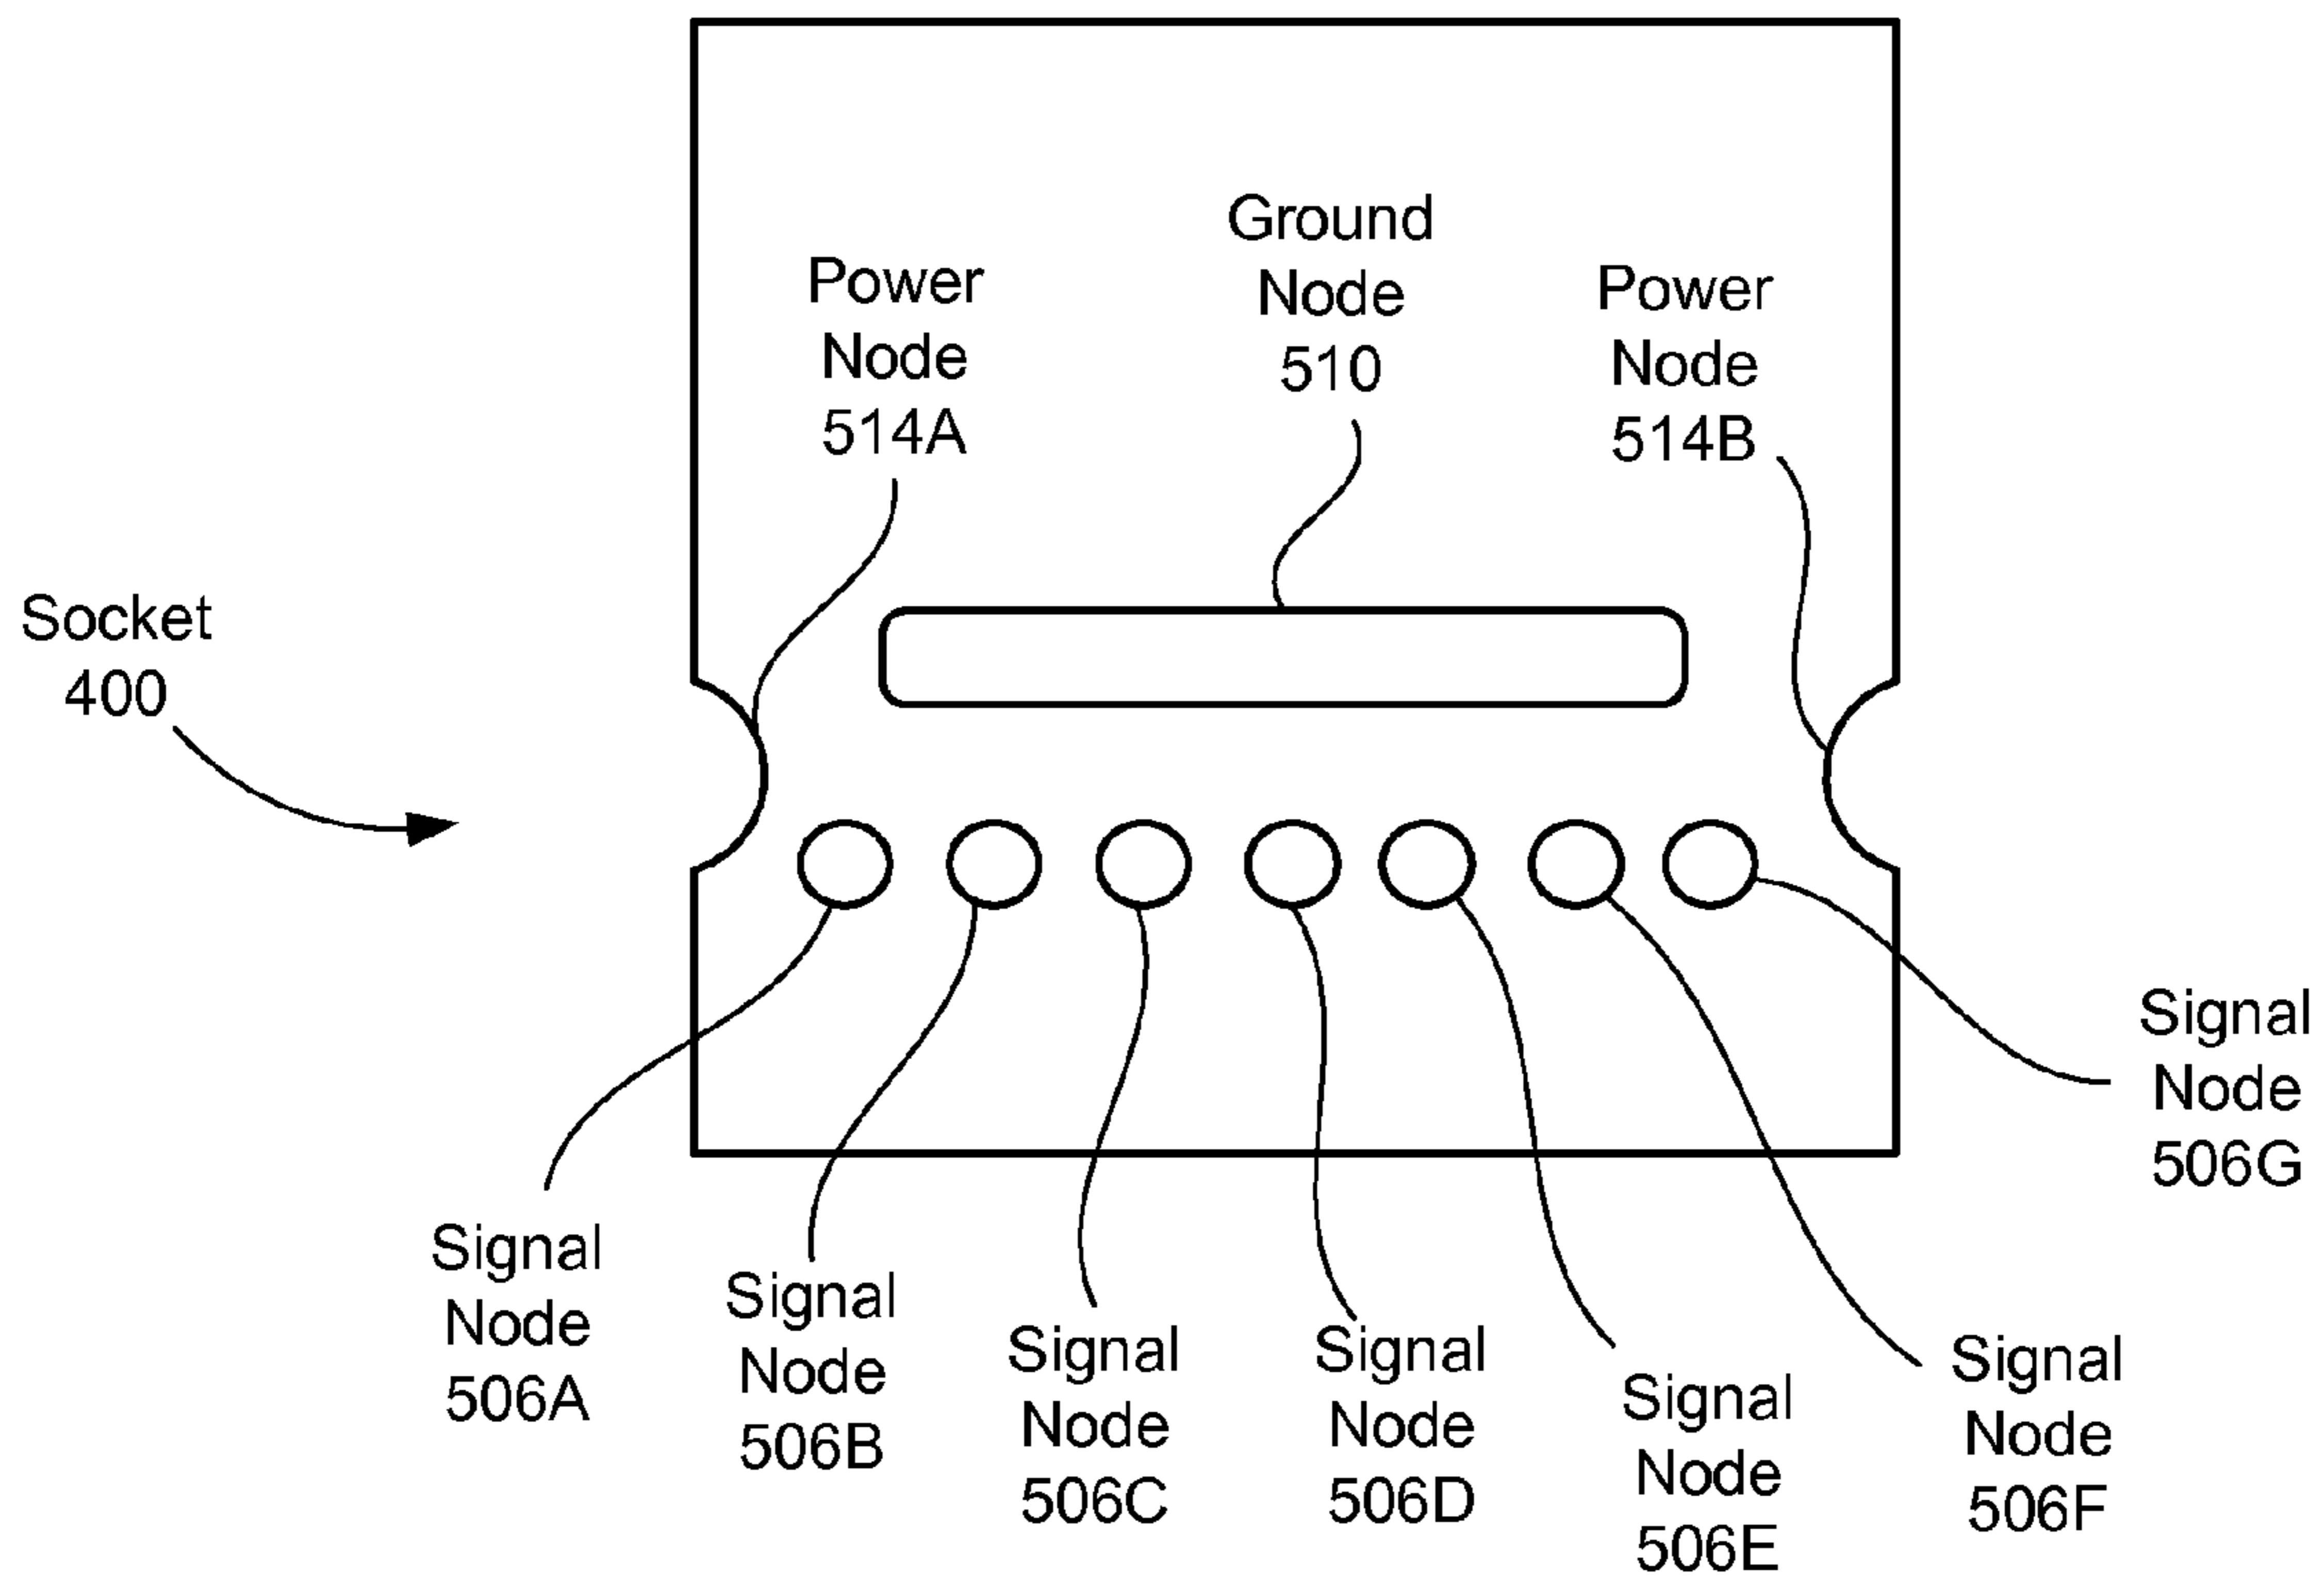 Ground
Node
510
Power
Node
514A
Power
Node
514B
Socket
400
Signal
Node
506G
Signal
Node
506A
Signal
Node
506B
Signal
Node
506C
Signal
Node
506D
Signal
Node
506E
Signal
Node
506F